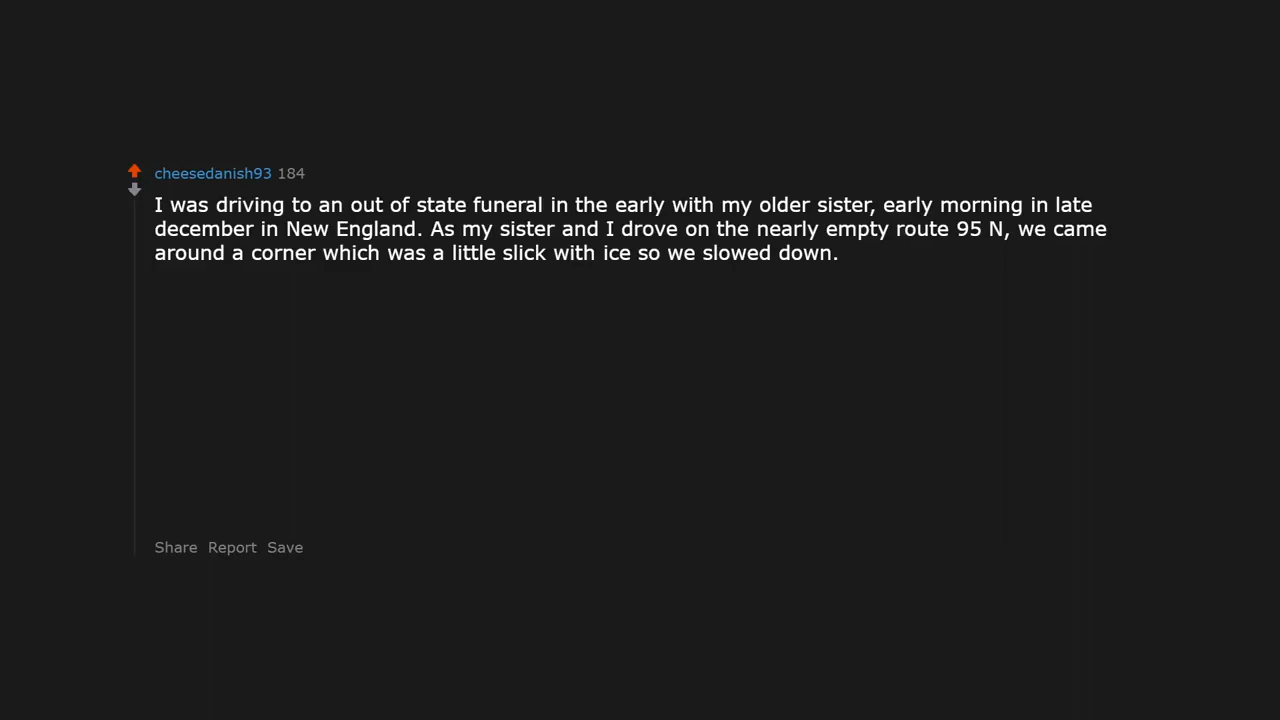 cheesedanish93 184
I was driving to an out of state funeral in the early with my older sister, early morning in late
december in New England. As my sister and I drove on the nearly empty route 95 N, we came
around a corner which was a little slick with ice so we slowed down.
Share Report Save